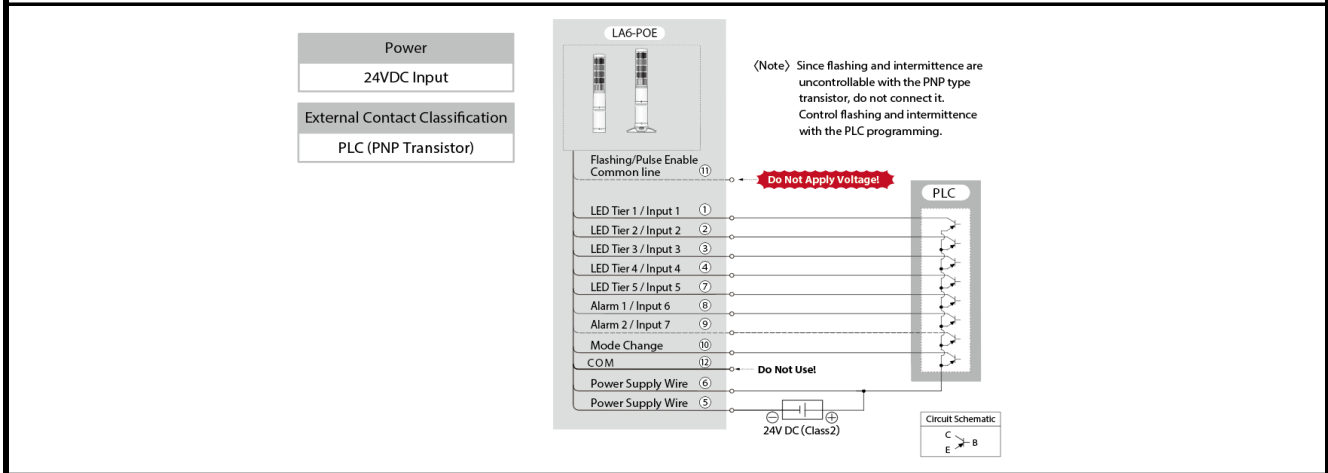 Power
24VDC Input
External Contact Classification
PLC (PNP Transistor)
LA6-POE
〈Note〉 Since flashing and intermittence are
uncontrollable with the PNP type
transistor, do not connect it.
Control flashing and intermittence
with the PLC programming.
Flashing/Pulse Enable
Common line ⑪
Do Not Apply Voltage!
PLC
LED Tier 1 / Input 1 ①
LED Tier 2 / Input 2 ②
LED Tier 3 / Input 3 ③
LED Tier 4 / Input 4 ④
LED Tier 5 / Input 5 ⑦
Alarm 1 / Input 6 ⑧
Alarm 2 / Input 7 ⑨
Mode Change ⑩
COM ⑫
Do Not Use!
Power Supply Wire ⑥
Power Supply Wire ⑤
⊖ ⊕
24V DC (Class2)
Circuit Schematic
C
B
E